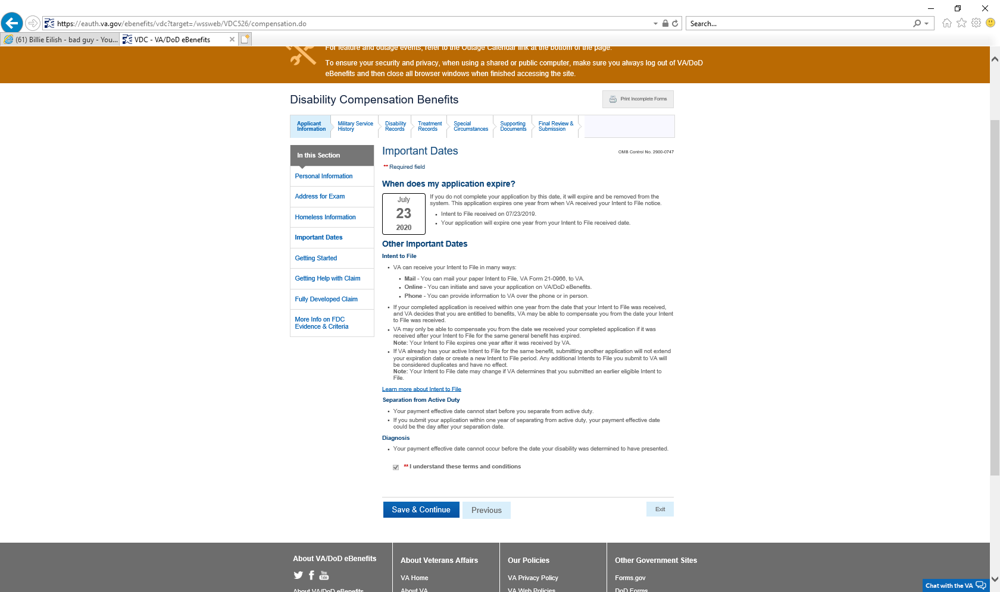 https://eauth.va.gov/ebenefits/vdc?target=/wssweb/VDC526/compensation.do
Search...
(61) Billie Eilish - bad guy - You...
VDC - VA/DoD eBenefits
For feature and outage events, refer to the Outage Calendar link at the bottom of the page.
To ensure your security and privacy, when using a shared or public computer, make sure you always log out of VA/DoD
eBenefits and then close all browser windows when finished accessing the site.
Disability Compensation Benefits
Print Incomplete Forms
Applicant
Information
Military Service
History
Disability
Records
Treatment
Records
Special
Circumstances
Supporting
Documents
Final Review &
Submission
In this Section
Personal Information
Address for Exam
Homeless Information
Important Dates
Getting Started
Getting Help with Claim
Fully Developed Claim
More Info on FDC
Evidence & Criteria
Important Dates
OMB Control No. 2900-0747
** Required field
When does my application expire?
July
23
2020
If you do not complete your application by this date, it will expire and be removed from the
system. This application expires one year from when VA received your Intent to File notice.
• Intent to File received on 07/23/2019.
• Your application will expire one year from your Intent to File received date.
Other Important Dates
Intent to File
• VA can receive your Intent to File in many ways:
• Mail - You can mail your paper Intent to File, VA Form 21-0966, to VA.
• Online - You can initiate and save your application on VA/DoD eBenefits.
• Phone - You can provide information to VA over the phone or in person.
• If your completed application is received within one year from the date that your Intent to File was received,
and VA decides that you are entitled to benefits, VA may be able to compensate you from the date your Intent
to File was received.
• VA may only be able to compensate you from the date we received your completed application if it was
received after your Intent to File for the same general benefit has expired.
Note: Your Intent to File expires one year after it was received by VA.
• If VA already has your active Intent to File for the same benefit, submitting another application will not extend
your expiration date or create a new Intent to File period. Any additional Intents to File you submit to VA will
be considered duplicates and have no effect.
Note: Your Intent to File date may change if VA determines that you submitted an earlier eligible Intent to
File.
Learn more about Intent to File
Separation from Active Duty
• Your payment effective date cannot start before you separate from active duty.
• If you submit your application within one year of separating from active duty, your payment effective date
could be the day after your separation date.
Diagnosis
• Your payment effective date cannot occur before the date your disability was determined to have presented.
** I understand these terms and conditions
Save & Continue
Previous
Exit
About VA/DoD eBenefits
You Tube
About VA/DoD eBenefits
About Veterans Affairs
VA Home
About VA
Our Policies
VA Privacy Policy
VA Web Policies
Other Government Sites
Forms.gov
DoD Forms
Chat with the VA